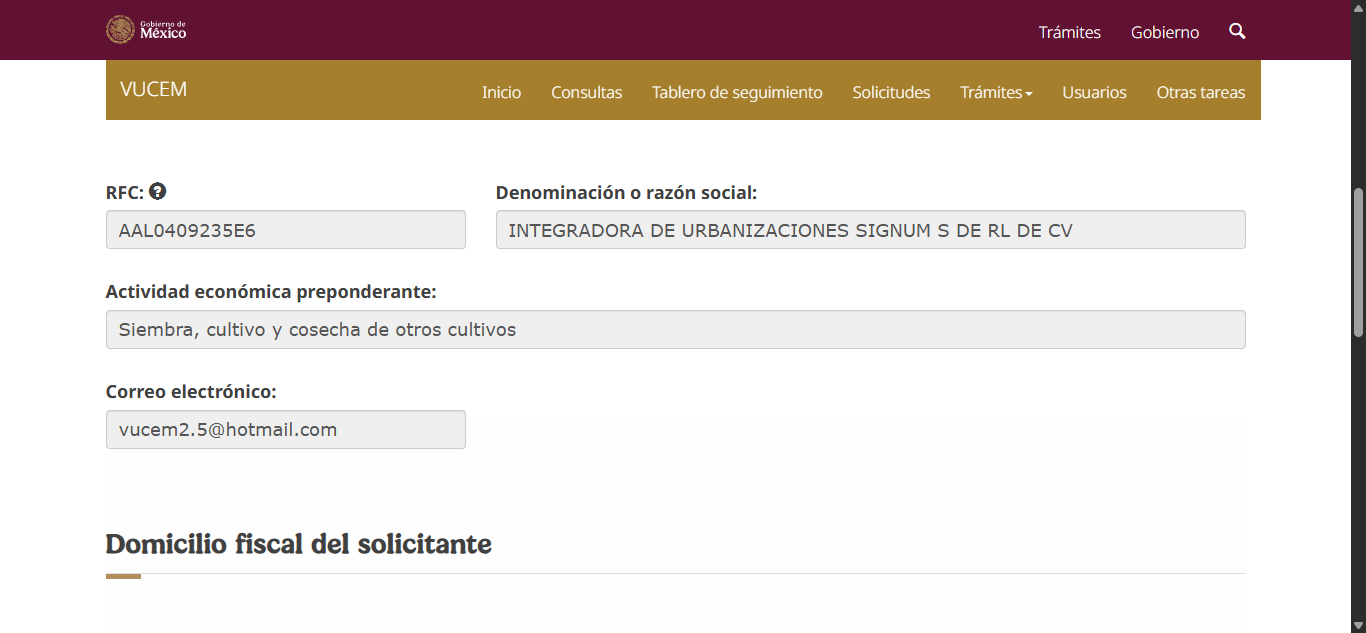 Gobierno de
México
Trámites Gobierno
VUCEM
Inicio Consultas Tablero de seguimiento Solicitudes Trámites Usuarios Otras tareas
RFC: Denominación o razón social:
AAL0409235E6 INTEGRADORA DE URBANIZACIONES SIGNUM S DE RL DE CV
Actividad económica preponderante:
Siembra, cultivo y cosecha de otros cultivos
Correo electrónico:
vucem2.5@hotmail.com
Domicilio fiscal del solicitante